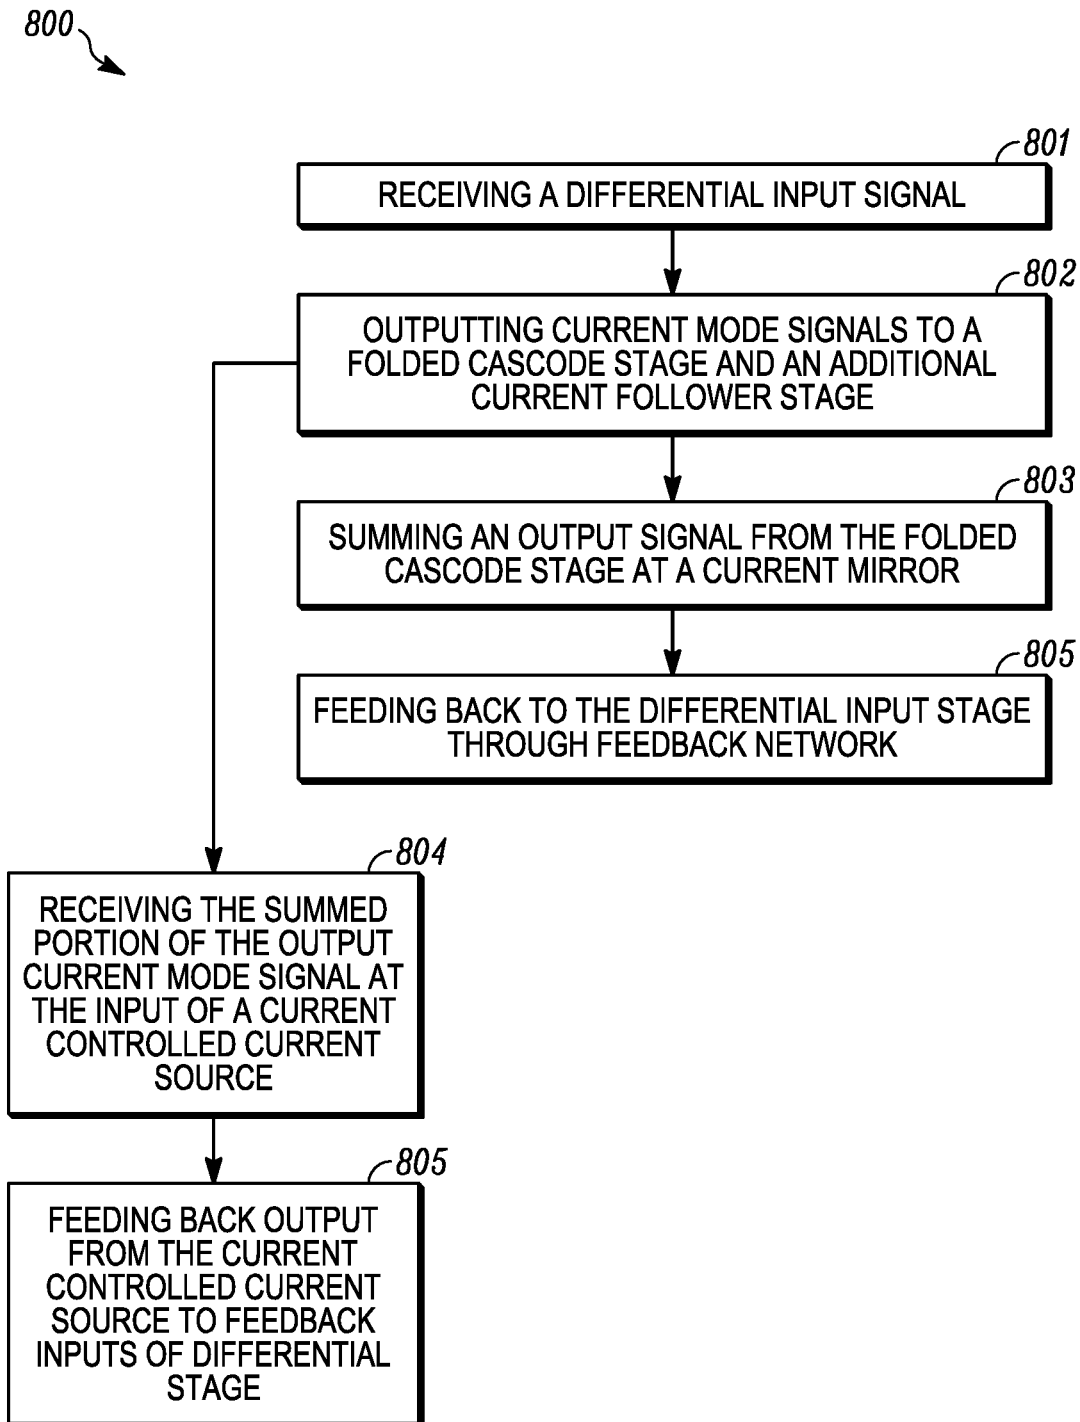 800
801
RECEIVING A DIFFERENTIAL INPUT SIGNAL
802
OUTPUTTING CURRENT MODE SIGNALS TO A
FOLDED CASCODE STAGE AND AN ADDITIONAL
CURRENT FOLLOWER STAGE
803
SUMMING AN OUTPUT SIGNAL FROM THE FOLDED
CASCODE STAGE AT A CURRENT MIRROR
805
FEEDING BACK TO THE DIFFERENTIAL INPUT STAGE
THROUGH FEEDBACK NETWORK
804
RECEIVING THE SUMMED
PORTION OF THE OUTPUT
CURRENT MODE SIGNAL AT
THE INPUT OF A CURRENT
CONTROLLED CURRENT
SOURCE
805
FEEDING BACK OUTPUT
FROM THE CURRENT
CONTROLLED CURRENT
SOURCE TO FEEDBACK
INPUTS OF DIFFERENTIAL
STAGE